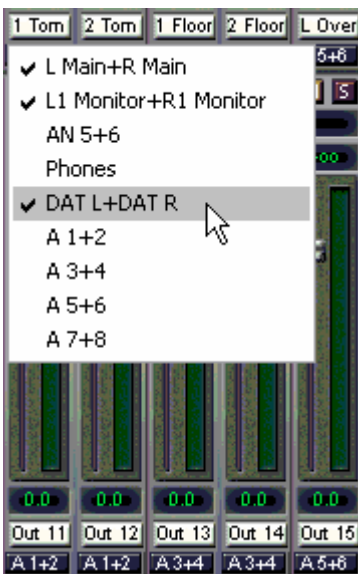 1 Tom 2 Tom 1 Floor 2 Floor L Over
5+6
L Main+R Main
L1 Monitor+R1 Monitor
S
AN 5+6
Phones
-oo
DAT L+DAT R
A 1+2
A 3+4
A 5+6
A 7+8
0.0 0.0 0.0 0.0 0.0
Out 11 Out 12 Out 13 Out 14 Out 15
A 1+2 A 1+2 A 3+4 A 3+4 A 5+6